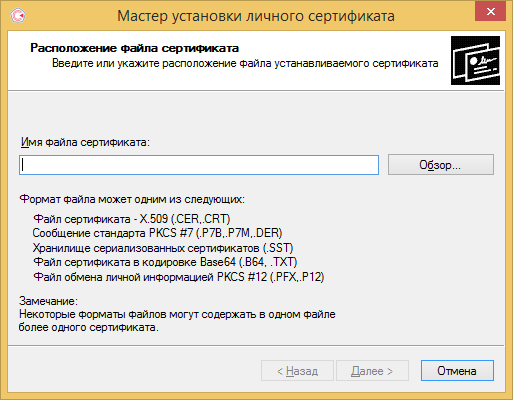 Мастер установки личного сертификата
Расположение файла сертификата
Введите или укажите расположение файла устанавливаемого сертификата
Имя файла сертификата:
Обзор...
Формат файла может одним из следующих:
Файл сертификата - X.509 (.CER,.CRT)
Сообщение стандарта PKCS #7 (.P7B,.P7M,.DER)
Хранилище сериализованных сертификатов (.SST)
Файл сертификата в кодировке Base64 (.B64, .TXT)
Файл обмена личной информацией PKCS #12 (.PFX,.P12)
Замечание:
Некоторые форматы файлов могут содержать в одном файле
более одного сертификата.
< Назад Далее > Отмена